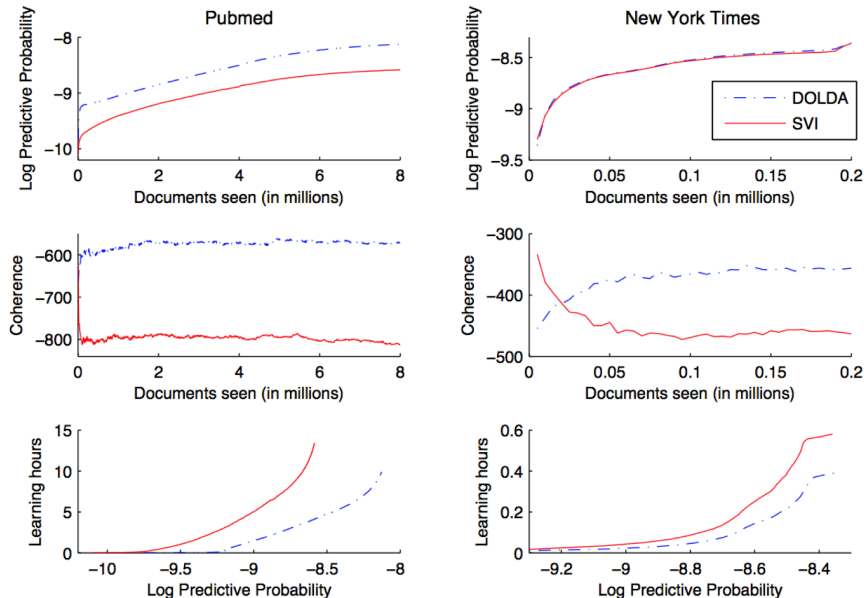 Pubmed
Log Predictive Probability
−8
−9
−10
0 2 4 6 8
Documents seen (in millions)
New York Times
Log Predictive Probability
−8.5
−9
−9.5
0 0.05 0.1 0.15 0.2
Documents seen (in millions)
DOLDA
SVI
Coherence
−600
−700
−800
0 2 4 6 8
Documents seen (in millions)
Coherence
−300
−400
−500
0 0.05 0.1 0.15 0.2
Documents seen (in millions)
Learning hours
15
10
5
0
−10 −9.5 −9 −8.5 −8
Log Predictive Probability
Learning hours
0.6
0.4
0.2
0
−9.2 −9 −8.8 −8.6 −8.4
Log Predictive Probability